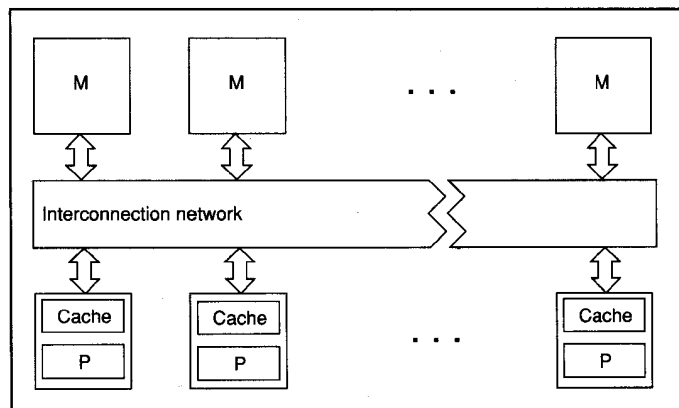 M M . . . M
Interconnection network
Cache Cache Cache
P P . . . P